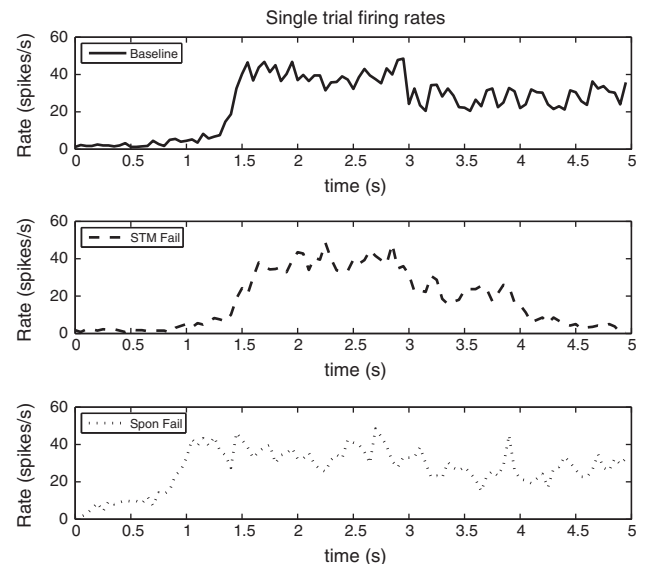 Single trial firing rates
Rate (spikes/s)
60
40
20
0
Baseline
0 0.5 1 1.5 2 2.5 3 3.5 4 4.5 5
time (s)
Rate (spikes/s)
60
40
20
0
STM Fail
0 0.5 1 1.5 2 2.5 3 3.5 4 4.5 5
time (s)
Rate (spikes/s)
60
40
20
0
Spon Fail
0 0.5 1 1.5 2 2.5 3 3.5 4 4.5 5
time (s)